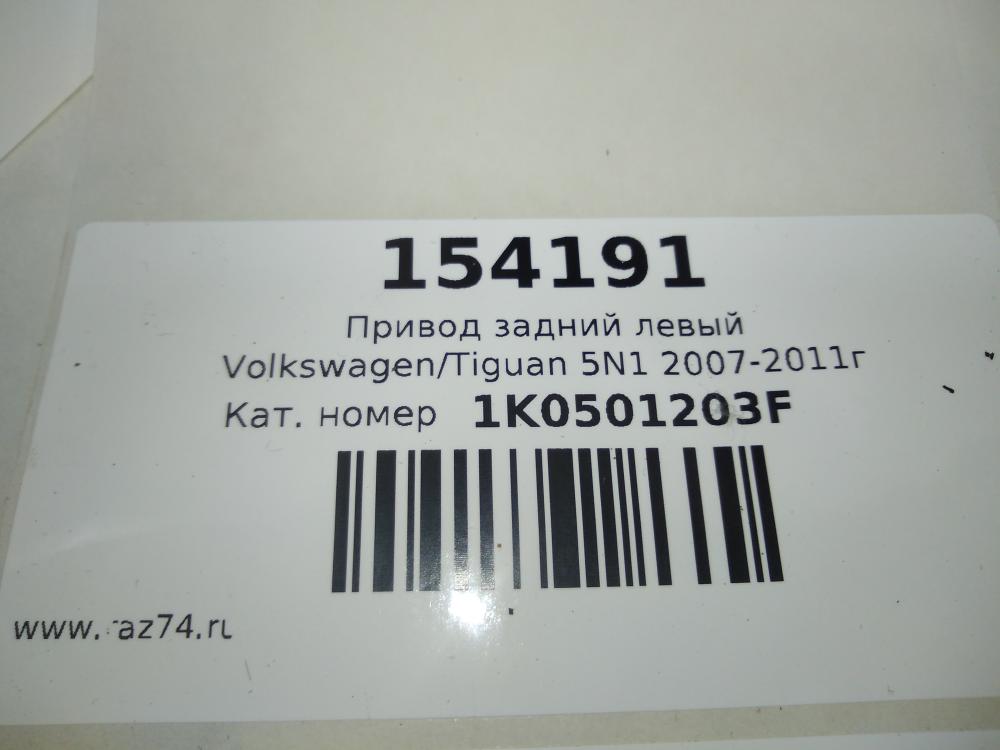 154191
Привод задний левый
Volkswagen/Tiguan 5N1 2007-2011г
Кат. номер 1K0501203F